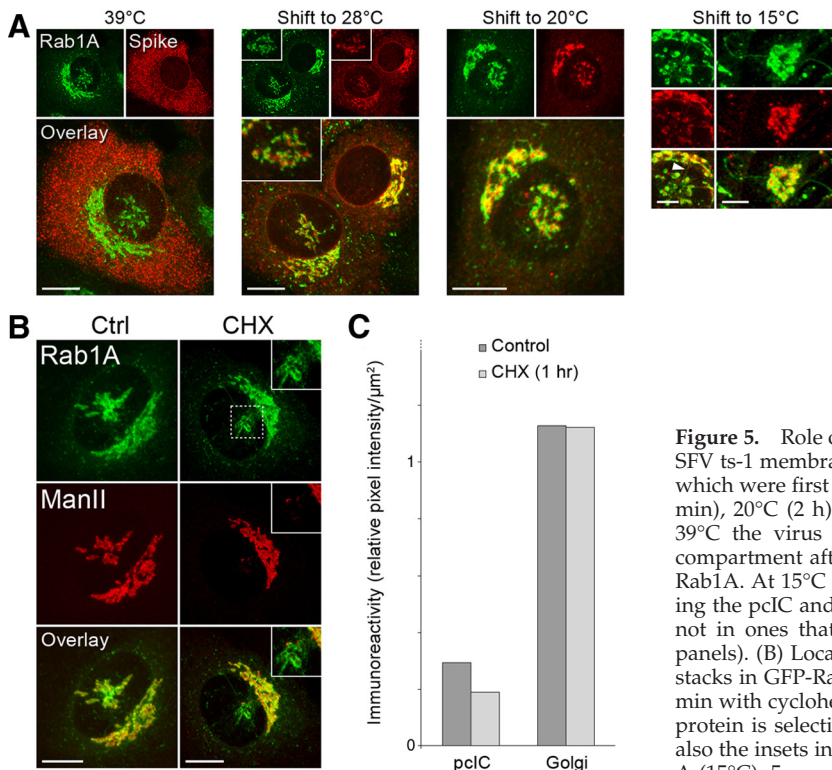 A
39°C
Shift to 28°C
Shift to 20°C
Shift to 15°C
Rab1A
Spike
Overlay
B
Ctrl
CHX
Rab1A
ManII
Overlay
C
Control
CHX (1 hr)
Immunoreactivity (relative pixel intensity/µm²)
1
0
pcIC
Golgi
Figure 5. Role
SFV ts-1 membra
which were first
min), 20°C (2 h)
39°C the virus
compartment aft
Rab1A. At 15°C
ing the pcIC and
not in ones that
panels). (B) Loca
stacks in GFP-Ra
min with cyclohe
protein is selecti
also the insets in
A (15°C), 5